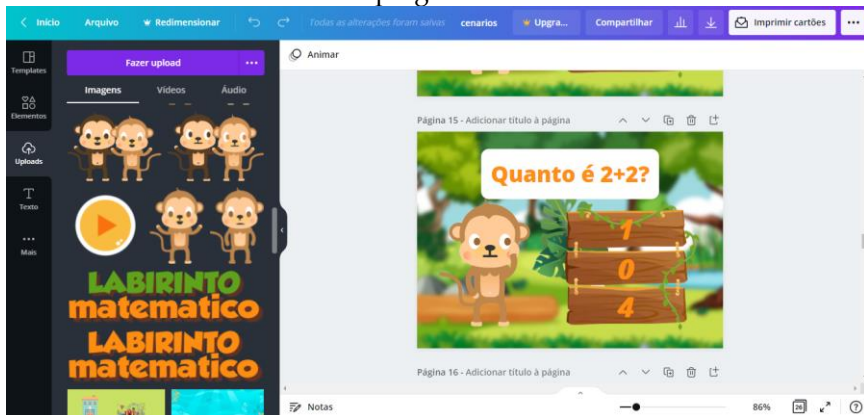 Início Arquivo Redimensionar Todas as alterações foram salvas cenarios Upgra... Compartilhar Imprimir cartões
Templates
Elementos
Uploads
Texto
Mais
Fazer upload
Imagens Vídeos Áudio
LABIRINTO
matematico
LABIRINTO
matematico
Animar
Página 15 - Adicionar título à página
Quanto é 2+2?
1
0
4
Página 16 - Adicionar título à página
Notas
86%
26